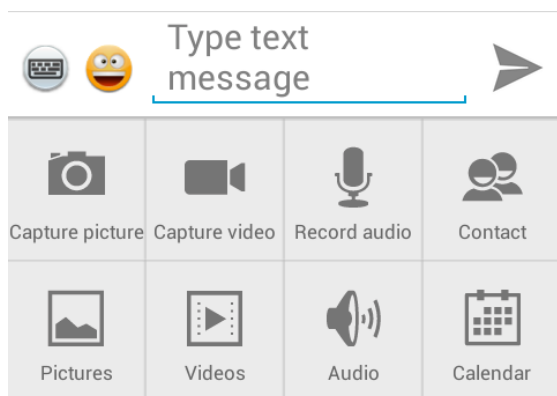 Type text
message
Capture picture
Capture video
Record audio
Contact
Pictures
Videos
Audio
Calendar